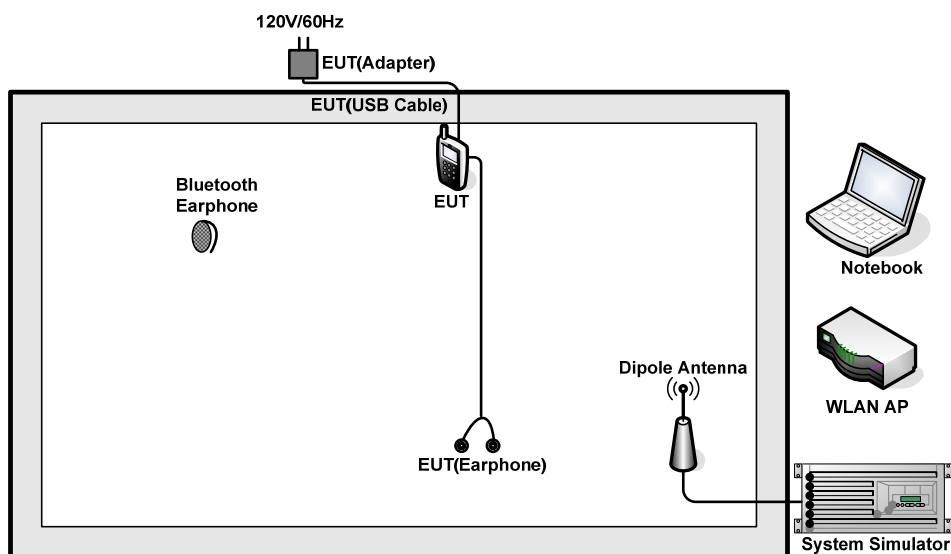 120V/60Hz
EUT(Adapter)
EUT(USB Cable)
EUT
Bluetooth
Earphone
Notebook
WLAN AP
Dipole Antenna
EUT(Earphone)
System Simulator